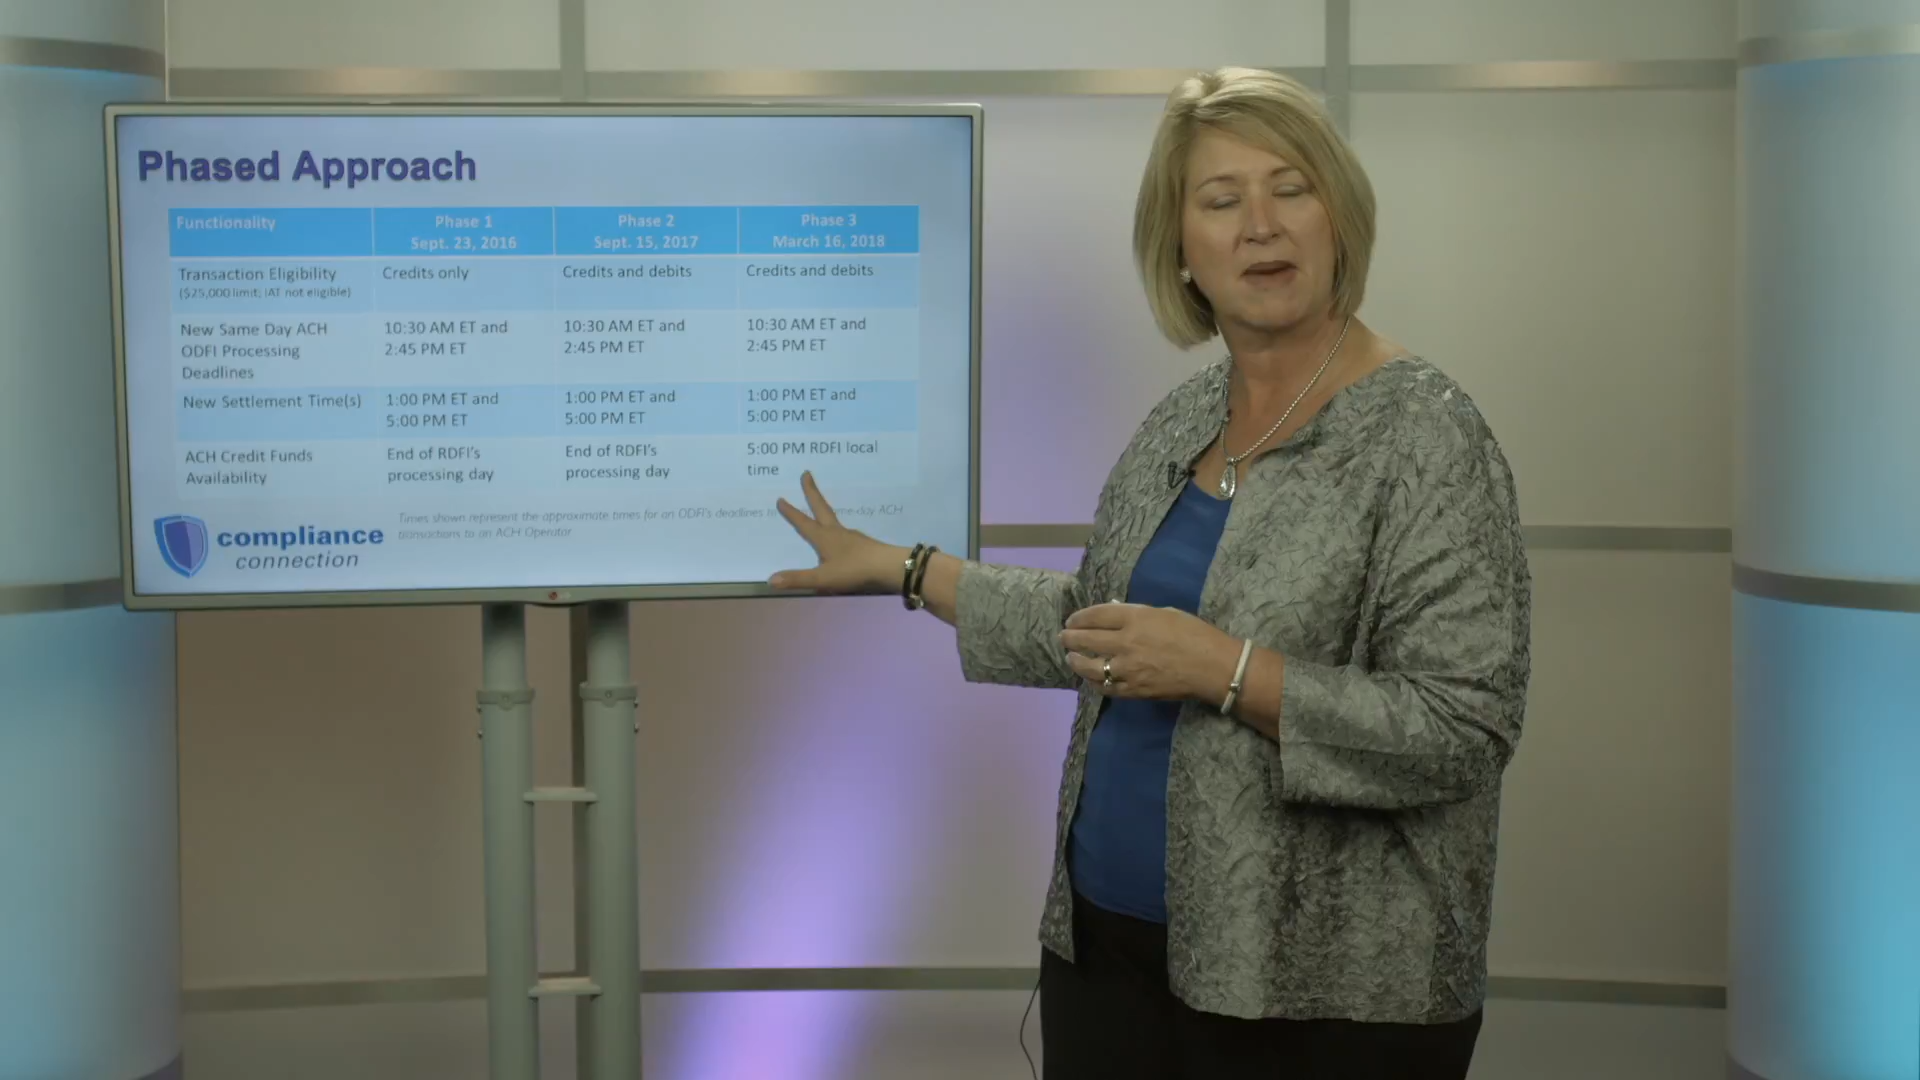 Phased Approach
Functionality
Phase 1
Sept. 23, 2016
Phase 2
Sept. 15, 2017
Phase 3
March 16, 2018
Transaction Eligibility
($25,000 limit; IAT not eligible)
Credits only
Credits and debits
Credits and debits
New Same Day ACH
ODFI Processing
Deadlines
10:30 AM ET and
2:45 PM ET
10:30 AM ET and
2:45 PM ET
10:30 AM ET and
2:45 PM ET
New Settlement Time(s)
1:00 PM ET and
5:00 PM ET
1:00 PM ET and
5:00 PM ET
1:00 PM ET and
5:00 PM ET
ACH Credit Funds
Availability
End of RDFI's
processing day
End of RDFI's
processing day
5:00 PM RDFI local
time
Times shown represent the approximate times for an ODFI's deadlines ACH
transactions to an ACH Operator
compliance
connection